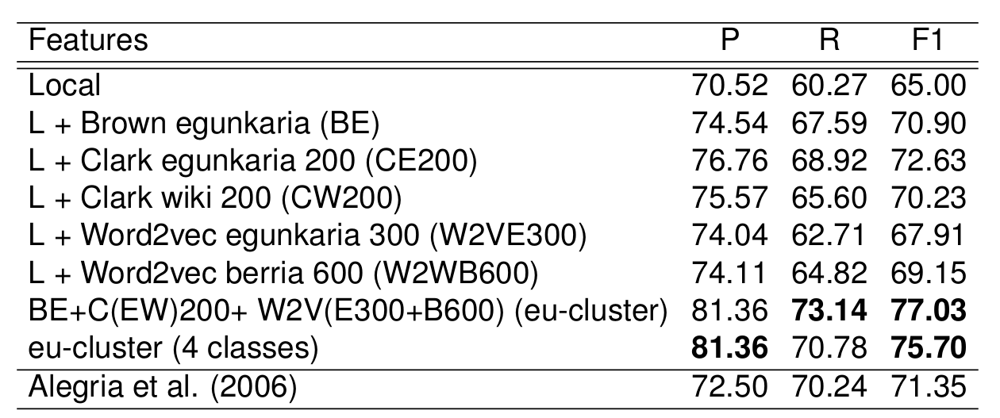 Features P R F1
Local 70.52 60.27 65.00
L + Brown egunkaria (BE) 74.54 67.59 70.90
L + Clark egunkaria 200 (CE200) 76.76 68.92 72.63
L + Clark wiki 200 (CW200) 75.57 65.60 70.23
L + Word2vec egunkaria 300 (W2VE300) 74.04 62.71 67.91
L + Word2vec berria 600 (W2WB600) 74.11 64.82 69.15
BE+C(EW)200+ W2V(E300+B600) (eu-cluster) 81.36 73.14 77.03
eu-cluster (4 classes) 81.36 70.78 75.70
Alegria et al. (2006) 72.50 70.24 71.35